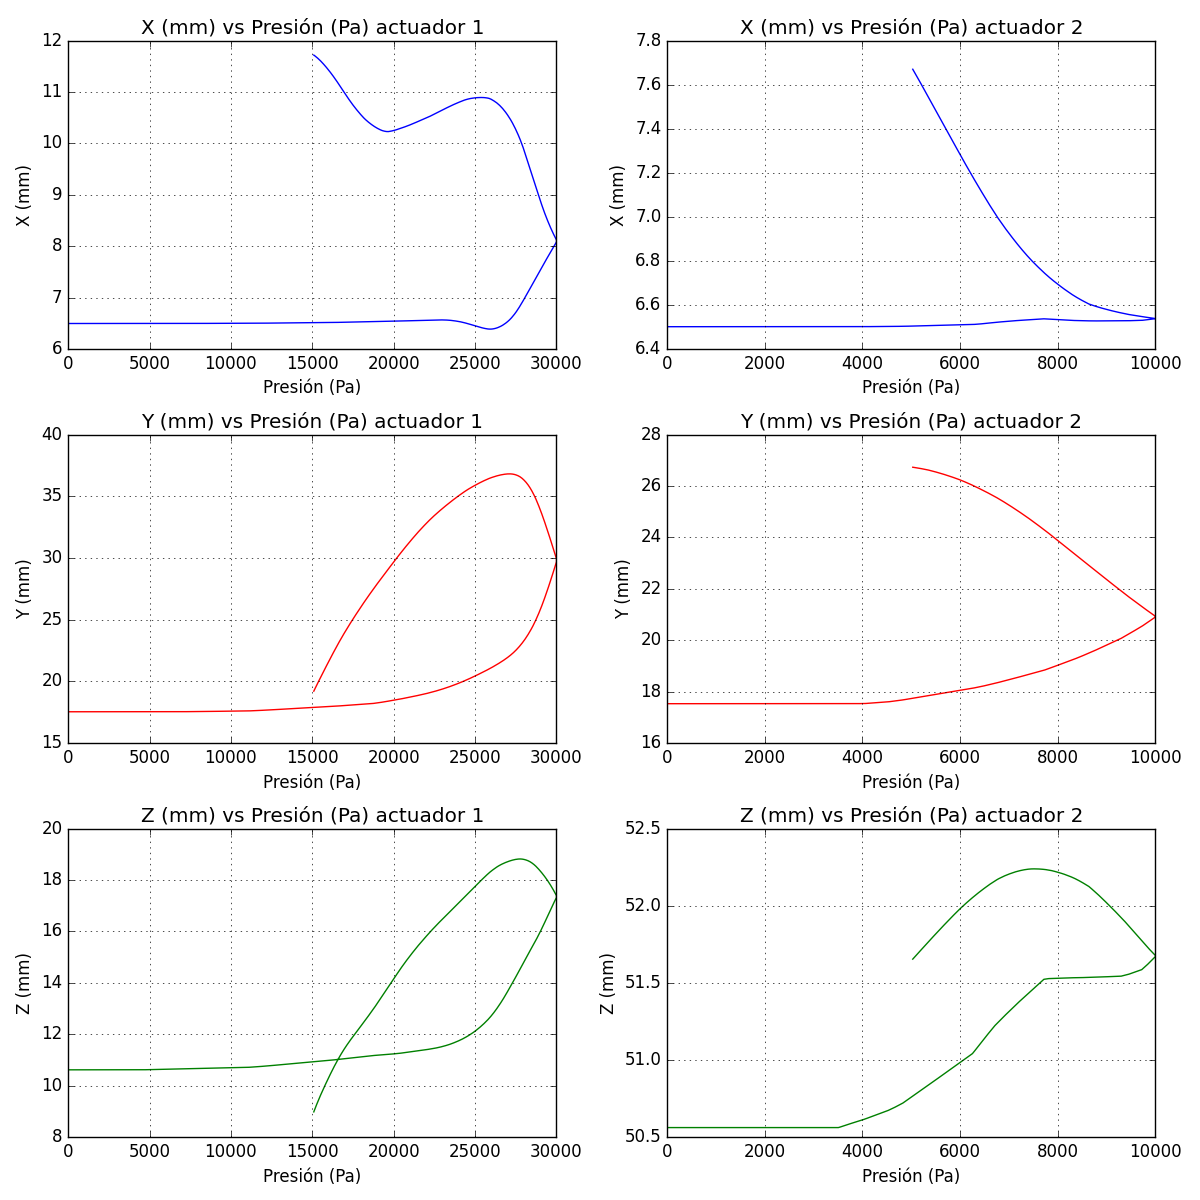 X (mm) vs Presión (Pa) actuador 1
X (mm) vs Presión (Pa) actuador 2
12
11
10
9
8
7
6
X (mm)
0 5000 10000 15000 20000 25000 30000
Presión (Pa)
7.8
7.6
7.4
7.2
7.0
6.8
6.6
6.4
X (mm)
0 2000 4000 6000 8000 10000
Presión (Pa)
Y (mm) vs Presión (Pa) actuador 1
Y (mm) vs Presión (Pa) actuador 2
40
35
30
25
20
15
Y (mm)
0 5000 10000 15000 20000 25000 30000
Presión (Pa)
28
26
24
22
20
18
16
Y (mm)
0 2000 4000 6000 8000 10000
Presión (Pa)
Z (mm) vs Presión (Pa) actuador 1
Z (mm) vs Presión (Pa) actuador 2
20
18
16
14
12
10
8
Z (mm)
0 5000 10000 15000 20000 25000 30000
Presión (Pa)
52.5
52.0
51.5
51.0
50.5
Z (mm)
0 2000 4000 6000 8000 10000
Presión (Pa)